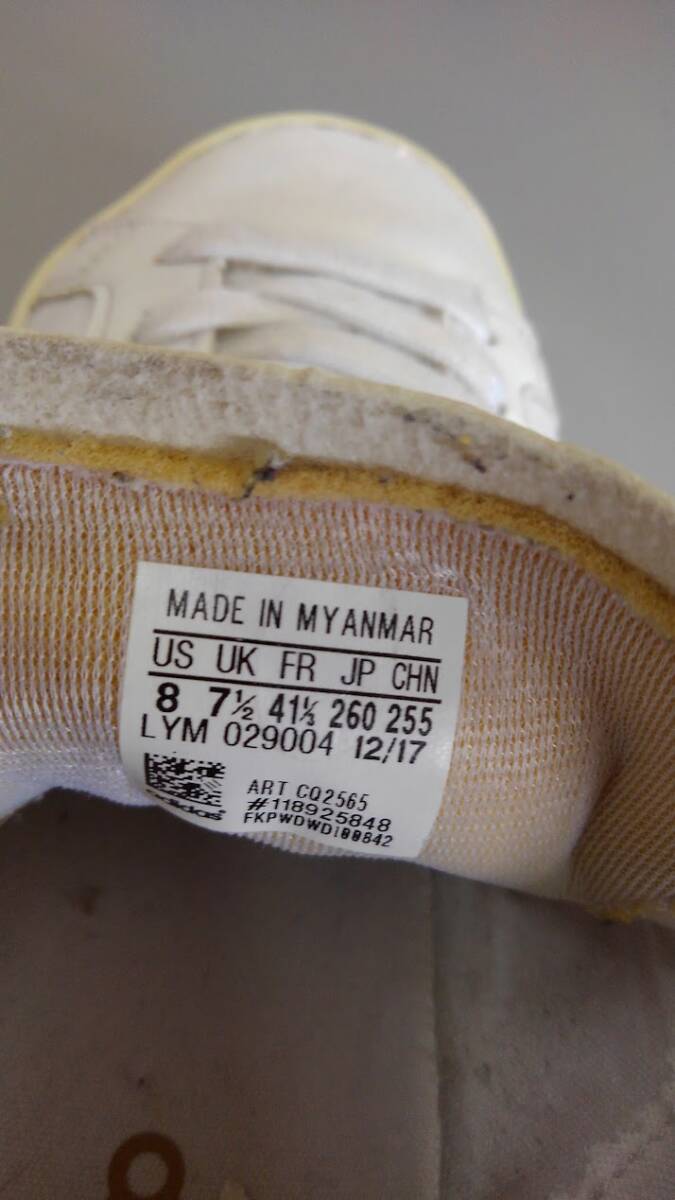 MADE IN MYANMAR
US UK FR JP CHN
8 7½ 41⅓ 260 255
LYM 029004 12/17
ART CQ2565
#118925848
FKPWDWDI00842
adidas